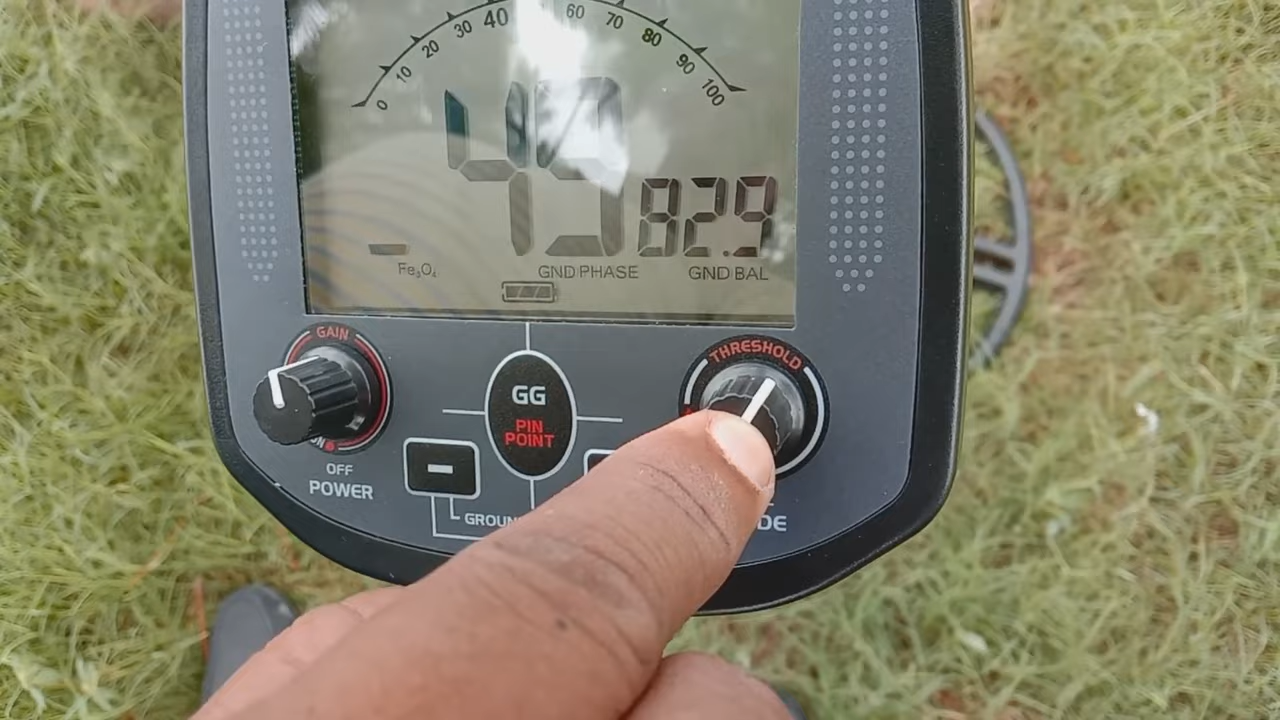 0 10 20 30 40 60 70 80 90 100
49 82.9
Fe₃O₄ GND PHASE GND BAL
GAIN
THRESHOLD
GG
PIN
POINT
OFF
POWER
-